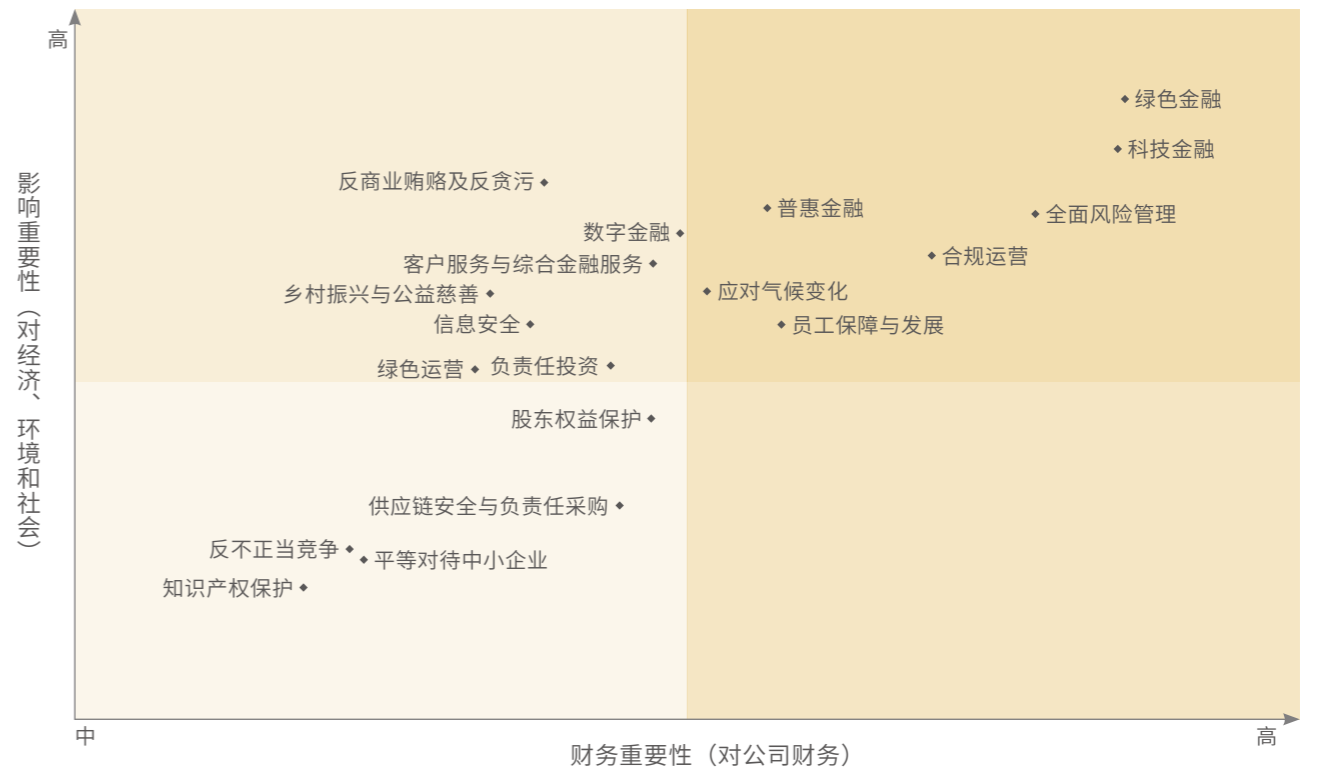 高
影响重要性（对经济、环境和社会）
绿色金融
科技金融
反商业贿赂及反贪污
普惠金融
全面风险管理
数字金融
合规运营
客户服务与综合金融服务
乡村振兴与公益慈善
应对气候变化
信息安全
员工保障与发展
绿色运营
负责任投资
股东权益保护
供应链安全与负责任采购
反不正当竞争
平等对待中小企业
知识产权保护
中
高
财务重要性（对公司财务）